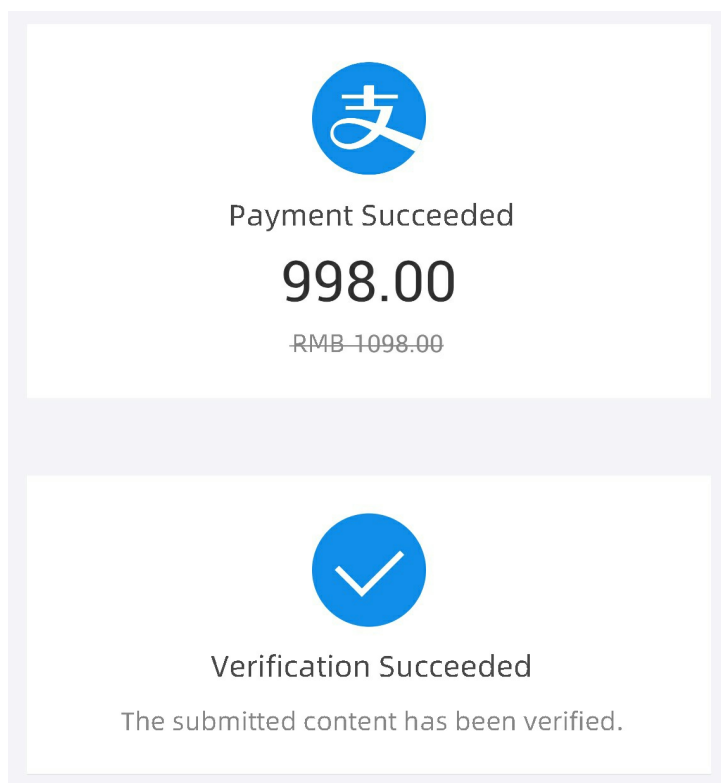 支
Payment Succeeded
998.00
RMB 1098.00
Verification Succeeded
The submitted content has been verified.